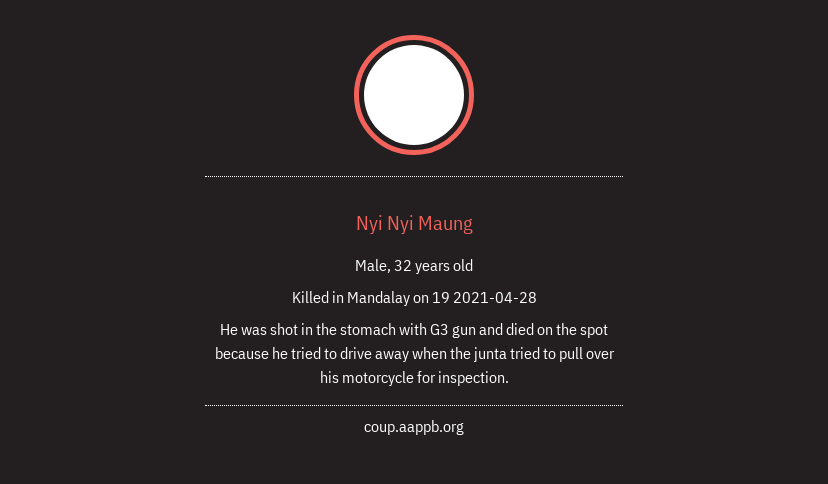 Nyi Nyi Maung
Male, 32 years old
Killed in Mandalay on 19 2021-04-28
He was shot in the stomach with G3 gun and died on the spot
because he tried to drive away when the junta tried to pull over
his motorcycle for inspection.
coup.aappb.org